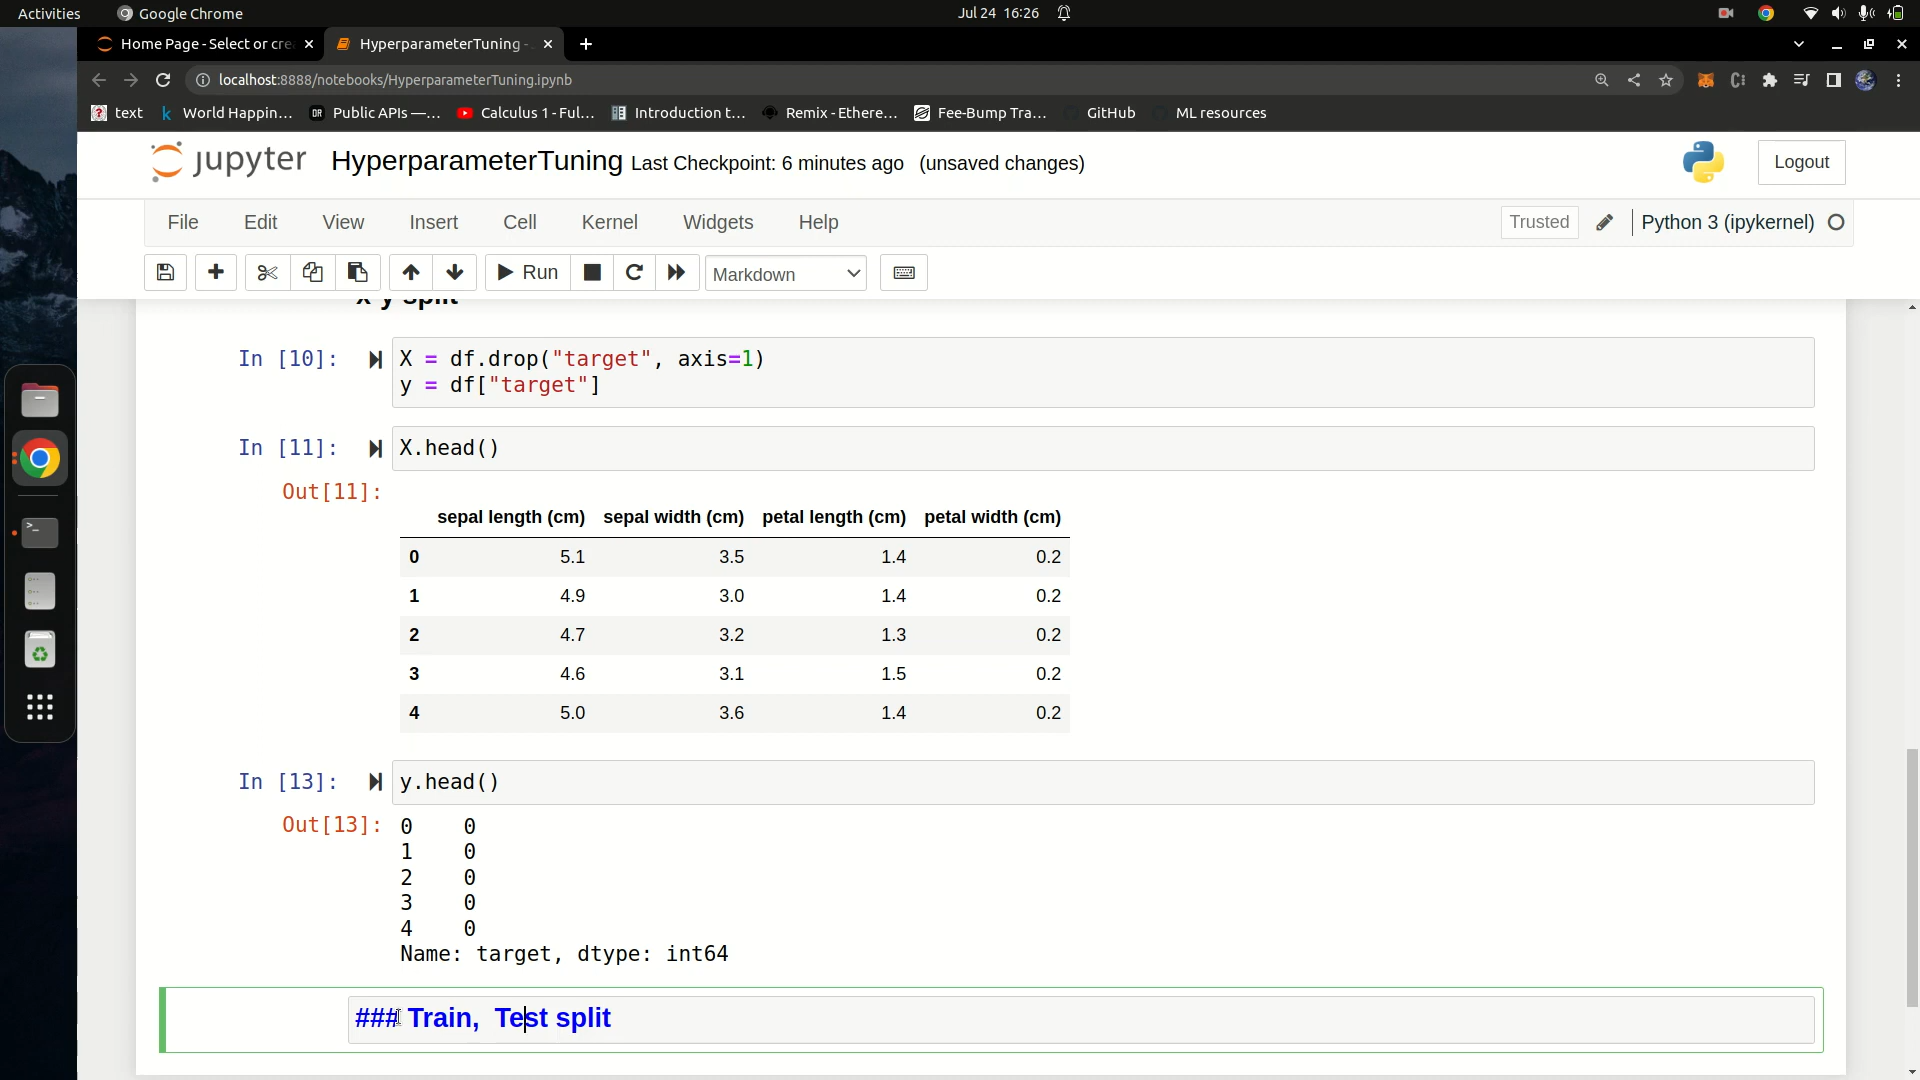 Activities Google Chrome Jul 24 16:26
Home Page - Select or cre HyperparameterTuning -
localhost:8888/notebooks/HyperparameterTuning.ipynb
text World Happin... Public APIs —... Calculus 1 - Ful... Introduction t... Remix - Ethere... Fee-Bump Tra... GitHub ML resources
jupyter HyperparameterTuning Last Checkpoint: 6 minutes ago (unsaved changes) Logout
File Edit View Insert Cell Kernel Widgets Help Trusted Python 3 (ipykernel)
Run Markdown
x y split
In [10]: X = df.drop("target", axis=1)
y = df["target"]
In [11]: X.head()
Out[11]:
sepal length (cm) sepal width (cm) petal length (cm) petal width (cm)
0 5.1 3.5 1.4 0.2
1 4.9 3.0 1.4 0.2
2 4.7 3.2 1.3 0.2
3 4.6 3.1 1.5 0.2
4 5.0 3.6 1.4 0.2
In [13]: y.head()
Out[13]: 0 0
1 0
2 0
3 0
4 0
Name: target, dtype: int64
### Train,  Test split